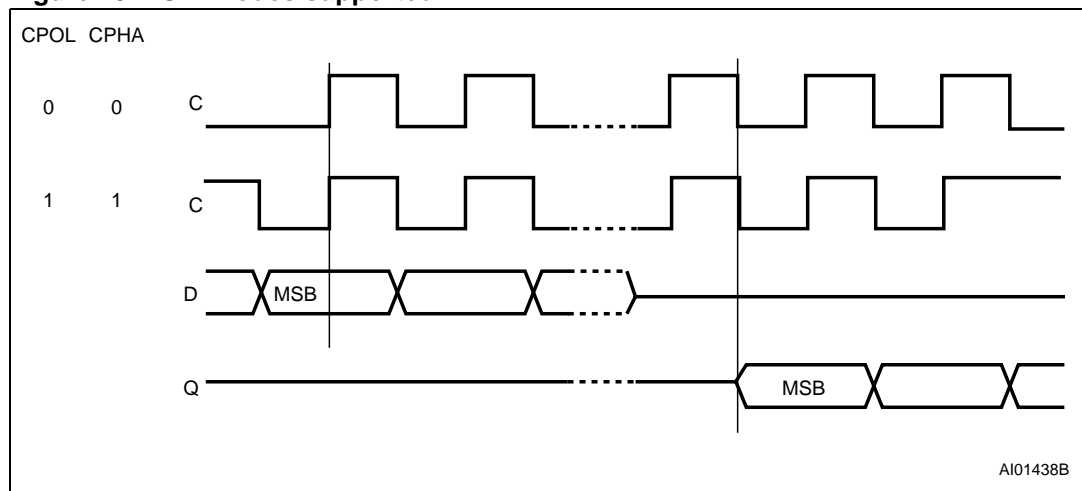 CPOL CPHA
0 0 C
1 1 C
D MSB
Q MSB
AI01438B